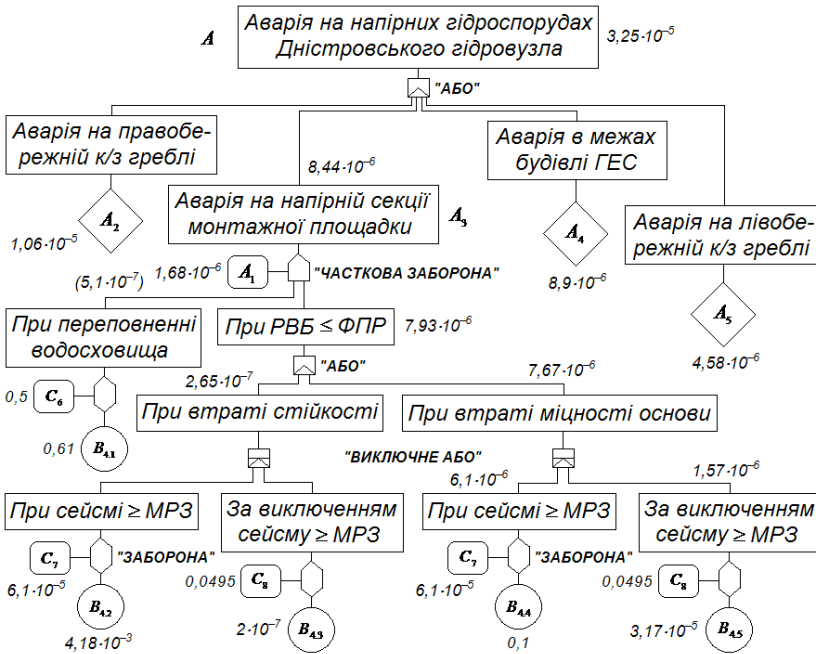 A
Аварія на напірних гідроспорудах
Дністровського гідровузла
3,25·10⁻⁵
"АБО"
Аварія на правобе-
режній к/з греблі
8,44·10⁻⁶
Аварія в межах
будівлі ГЕС
A₂
1,06·10⁻⁵
Аварія на напірній секції
монтажної площадки
A₃
A₄
8,9·10⁻⁶
Аварія на лівобе-
режній к/з греблі
A₅
4,58·10⁻⁶
(5,1·10⁻⁷)
1,68·10⁻⁶
A₁
"ЧАСТКОВА ЗАБОРОНА"
При переповненні
водосховища
При РВБ ≤ ФПР
7,93·10⁻⁶
"АБО"
0,5
C₆
0,61
B₄.₁
2,65·10⁻⁷
7,67·10⁻⁶
При втраті стійкості
При втраті міцності основи
"ВИКЛЮЧНЕ АБО"
6,1·10⁻⁶
1,57·10⁻⁶
При сейсмі ≥ МРЗ
За виключенням
сейсму ≥ МРЗ
При сейсмі ≥ МРЗ
За виключенням
сейсму ≥ МРЗ
C₇
"ЗАБОРОНА"
6,1·10⁻⁵
B₄.₂
4,18·10⁻³
0,0495
C₈
2·10⁻⁷
B₄.₃
C₇
"ЗАБОРОНА"
6,1·10⁻⁵
B₄.₄
0,1
0,0495
C₈
3,17·10⁻⁵
B₄.₅